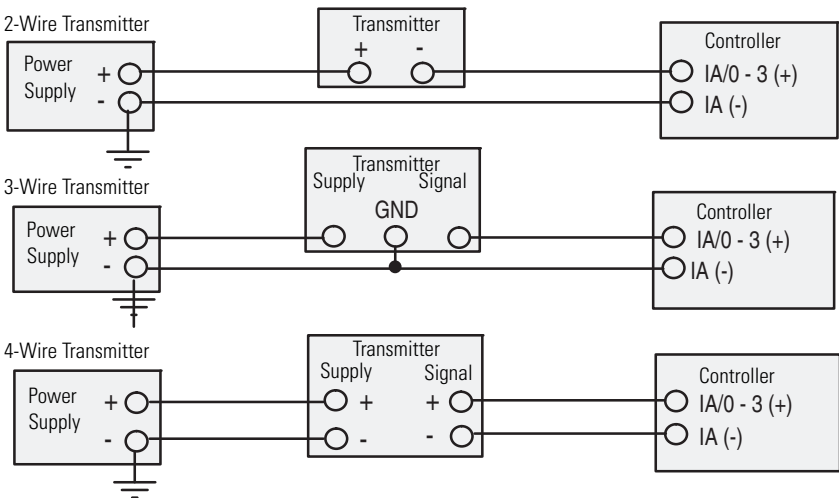 2-Wire Transmitter
Power
Supply
+
-
Transmitter
+ -
Controller
IA/0 - 3 (+)
IA (-)
3-Wire Transmitter
Power
Supply
+
-
Transmitter
Supply Signal
GND
Controller
IA/0 - 3 (+)
IA (-)
4-Wire Transmitter
Power
Supply
+
-
Transmitter
Supply Signal
+ +
- -
Controller
IA/0 - 3 (+)
IA (-)